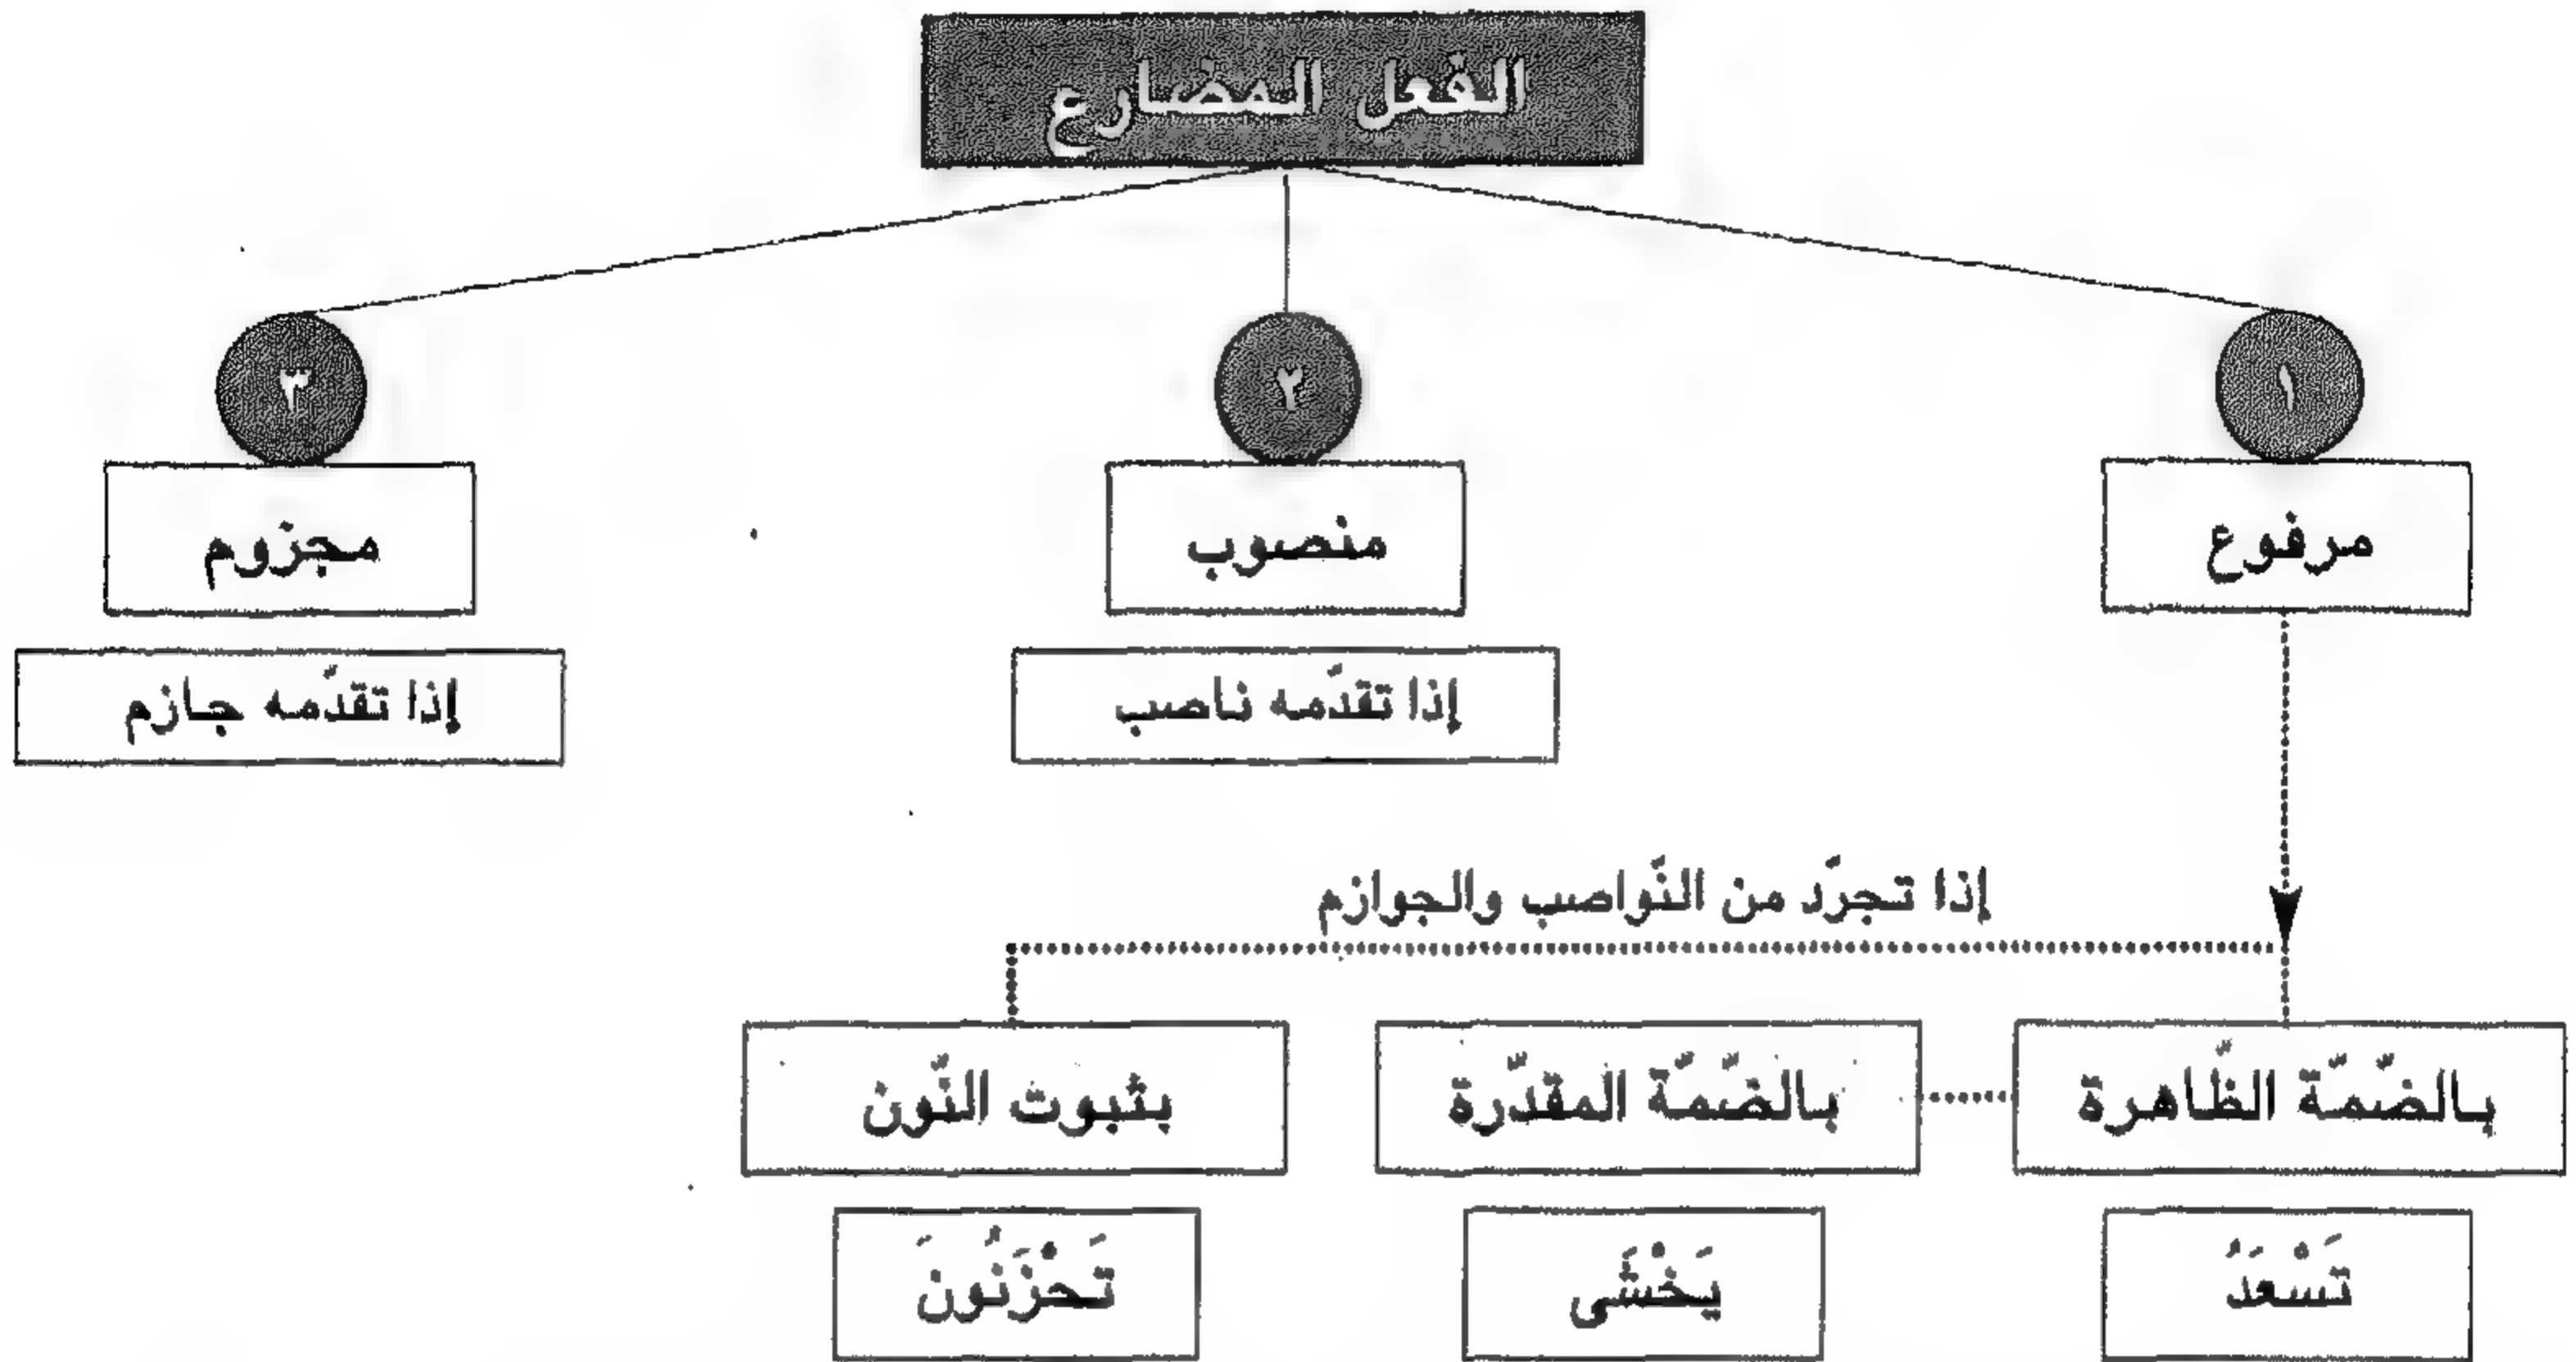 الفعل المضارع
١
٢
٣
مرفوع
منصوب
مجزوم
إذا تقدّمه ناصب
إذا تقدّمه جازم
إذا تجرّد من النّواصب والجوازم
بالضّمّة الظّاهرة
بالضّمّة المقدّرة
بثبوت النّون
تَسْعَدُ
يَخْشَى
تَحْزَنُونَ